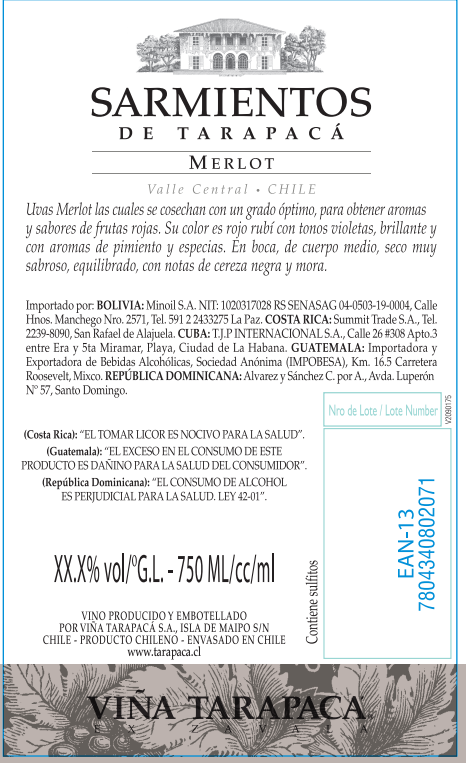 SARMIENTOS
DE TARAPACÁ
MERLOT
Valle Central • CHILE
Uvas Merlot las cuales se cosechan con un grado óptimo, para obtener aromas
y sabores de frutas rojas. Su color es rojo rubí con tonos violetas, brillante y
con aromas de pimiento y especias. En boca, de cuerpo medio, seco muy
sabroso, equilibrado, con notas de cereza negra y mora.
Importado por: BOLIVIA: Minoil S.A. NIT: 1020317028 RS SENASAG 04-0503-19-0004, Calle
Hnos. Manchego Nro. 2571, Tel. 591 2 2433275 La Paz. COSTA RICA: Summit Trade S.A., Tel.
2239-8090, San Rafael de Alajuela. CUBA: T.J.P INTERNACIONAL S.A., Calle 26 #308 Apto.3
entre Era y 5ta Miramar, Playa, Ciudad de La Habana. GUATEMALA: Importadora y
Exportadora de Bebidas Alcohólicas, Sociedad Anónima (IMPOBESA), Km. 16.5 Carretera
Roosevelt, Mixco. REPÚBLICA DOMINICANA: Alvarez y Sánchez C. por A., Avda. Luperón
N° 57, Santo Domingo.
Nro de Lote / Lote Number
V2090175
(Costa Rica): “EL TOMAR LICOR ES NOCIVO PARA LA SALUD”.
(Guatemala): “EL EXCESO EN EL CONSUMO DE ESTE
PRODUCTO ES DAÑINO PARA LA SALUD DEL CONSUMIDOR”.
(República Dominicana): “EL CONSUMO DE ALCOHOL
ES PERJUDICIAL PARA LA SALUD. LEY 42-01”.
XX.X% vol/°G.L. - 750 ML/cc/ml
Contiene sulfitos
EAN-13
7804340802071
VINO PRODUCIDO Y EMBOTELLADO
POR VIÑA TARAPACÁ S.A., ISLA DE MAIPO S/N
CHILE - PRODUCTO CHILENO - ENVASADO EN CHILE
www.tarapaca.cl
VIÑA TARAPACA
EX ZAVALA